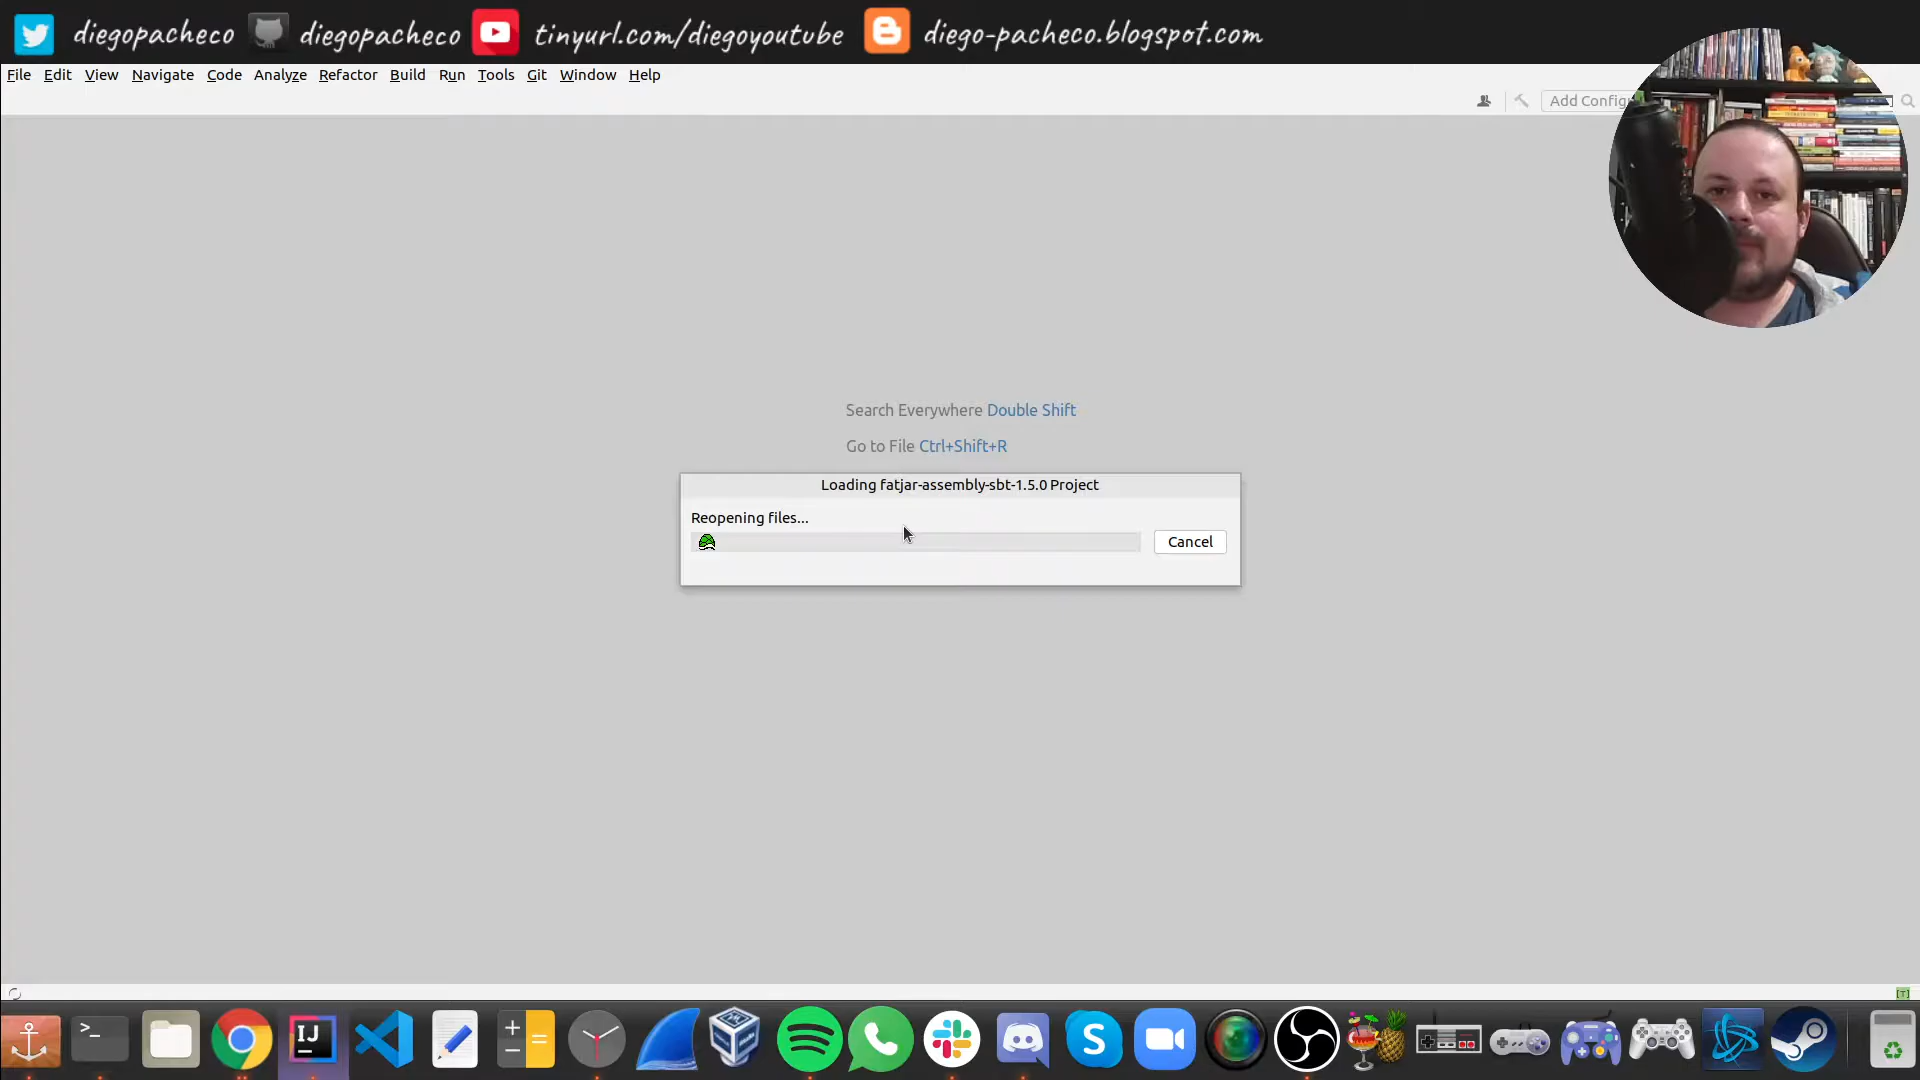 diegopacheco diegopacheco tinyurl.com/diegoyoutube diego-pacheco.blogspot.com
File Edit View Navigate Code Analyze Refactor Build Run Tools Git Window Help
Add Config
Search Everywhere Double Shift
Go to File Ctrl+Shift+R
Loading fatjar-assembly-sbt-1.5.0 Project
Reopening files...
Cancel
[T]
>_
IJ
S